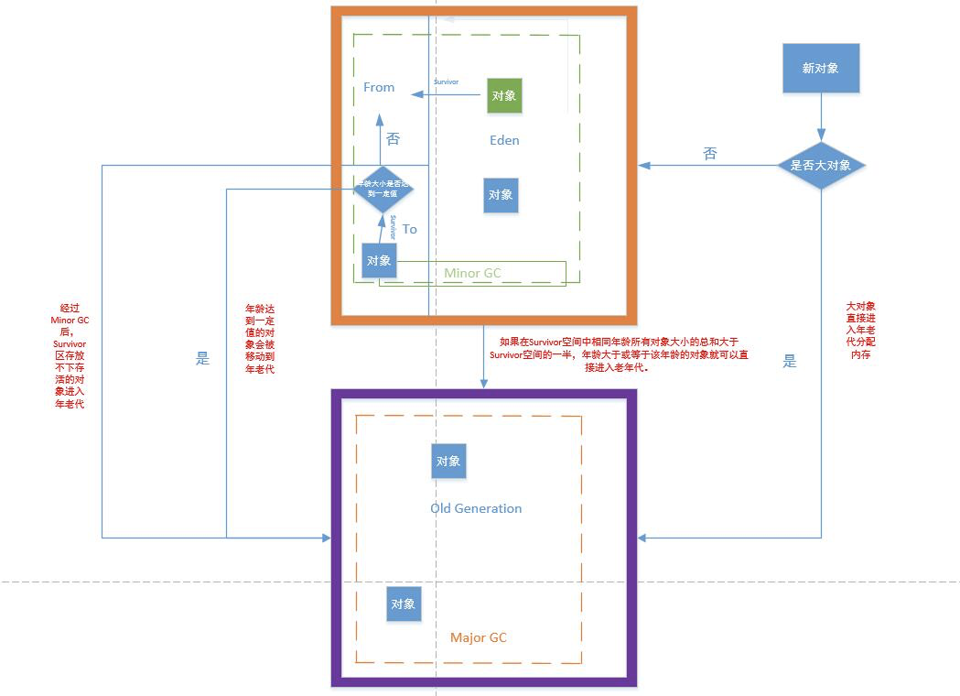 新对象
是否大对象
否
是
大对象
直接进
入年老
代分配
内存
From
Survivor
对象
Eden
否
年龄大小是否达
到一定值
对象
Survivor
To
对象
Minor GC
经过
Minor GC
后，
Survivor
区存放
不下存
活的对
象进入
年老代
是
年龄达
到一定
值的对
象会被
移动到
年老代
如果在Survivor空间中相同年龄所有对象大小的总和大于
Survivor空间的一半，年龄大于或等于该年龄的对象就可以直
接进入老年代。
对象
Old Generation
对象
Major GC